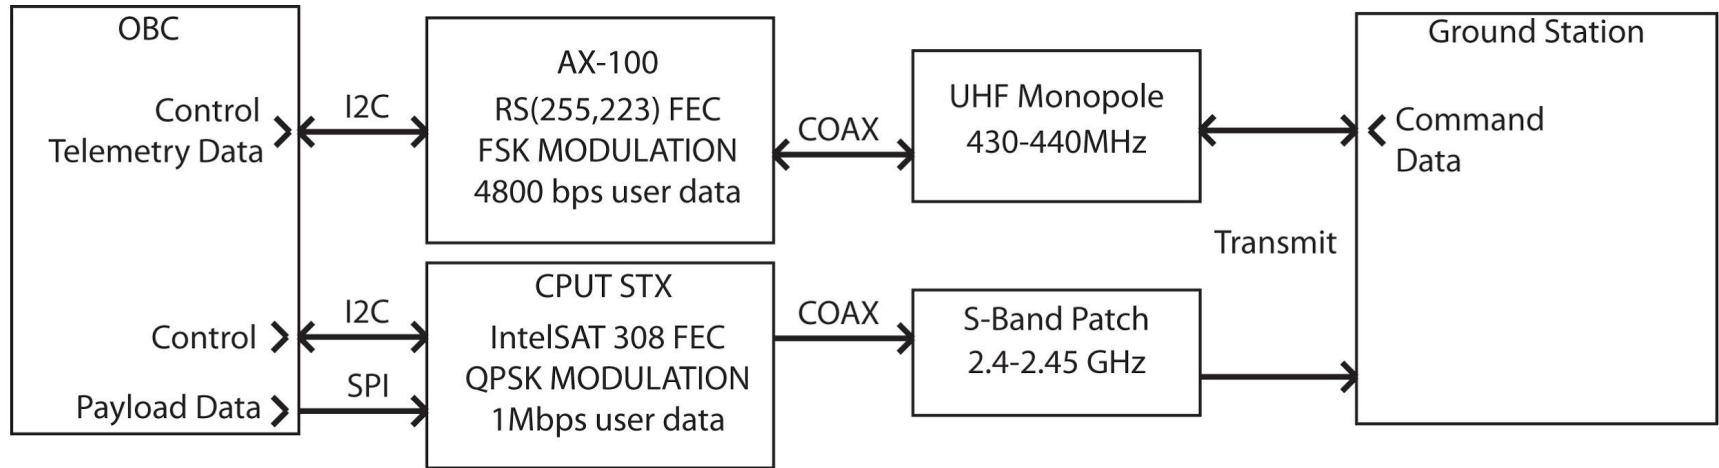 OBC
Control
Telemetry Data
I2C
AX-100
RS(255,223) FEC
FSK MODULATION
4800 bps user data
COAX
UHF Monopole
430-440MHz
Ground Station
Command
Data
Transmit
Control
I2C
Payload Data
SPI
CPUT STX
IntelSAT 308 FEC
QPSK MODULATION
1Mbps user data
COAX
S-Band Patch
2.4-2.45 GHz